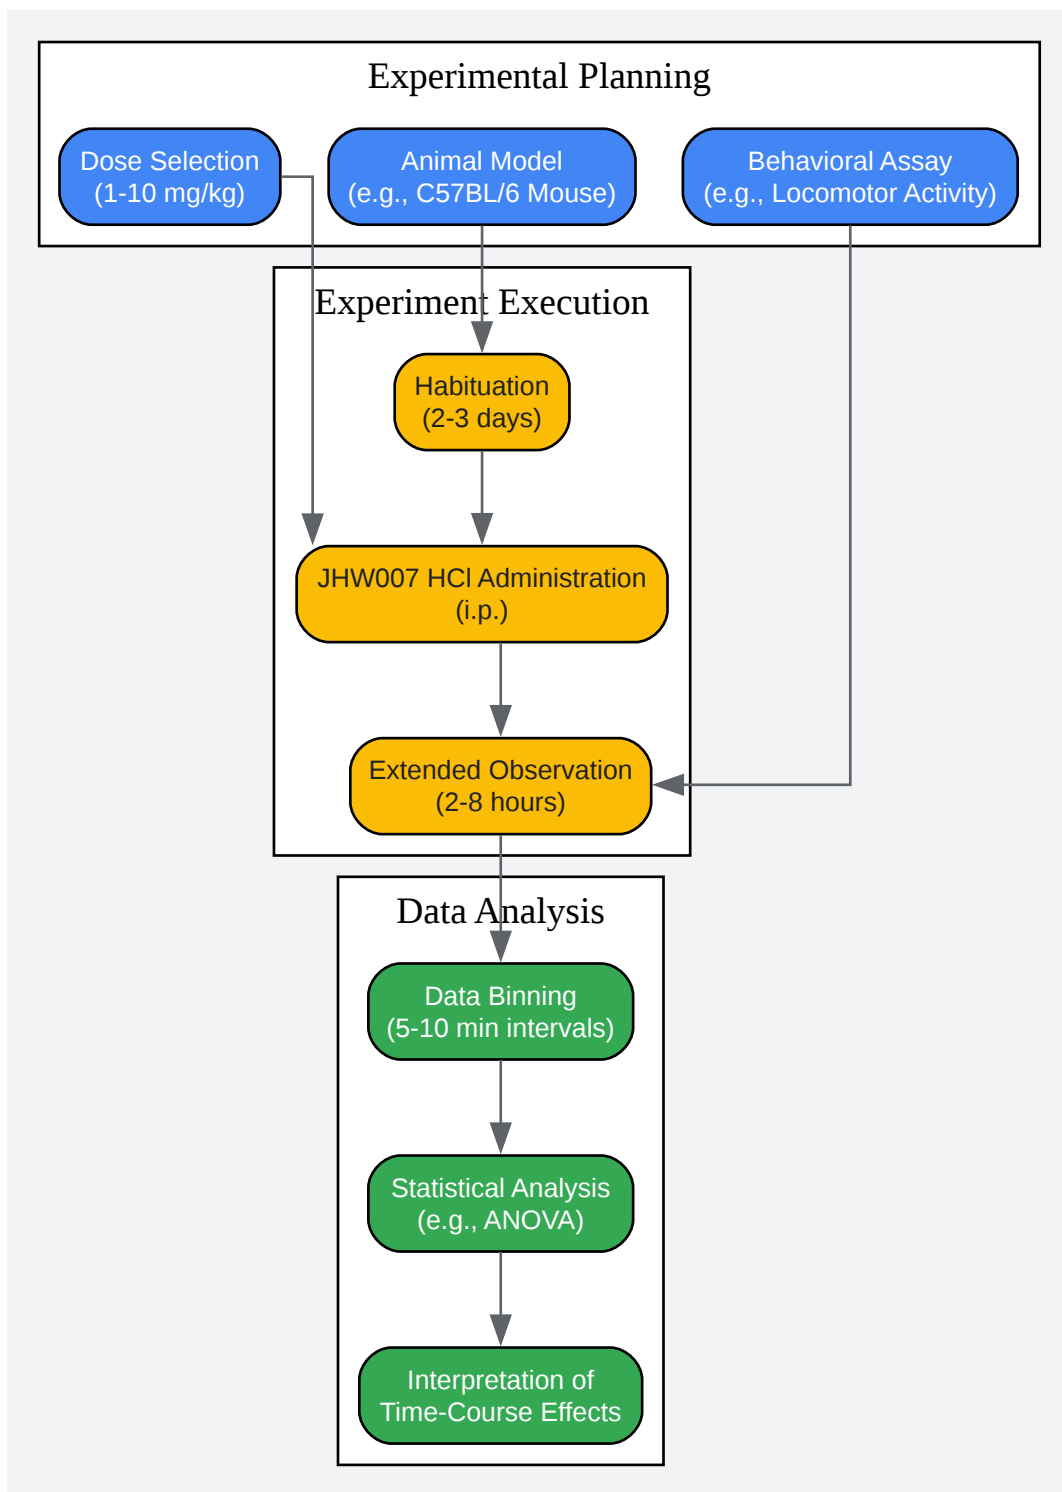 Experimental Planning
Dose Selection
(1-10 mg/kg)
Animal Model
(e.g., C57BL/6 Mouse)
Behavioral Assay
(e.g., Locomotor Activity)
Experiment Execution
Habituation
(2-3 days)
JHW007 HCl Administration
(i.p.)
Extended Observation
(2-8 hours)
Data Analysis
Data Binning
(5-10 min intervals)
Statistical Analysis
(e.g., ANOVA)
Interpretation of
Time-Course Effects